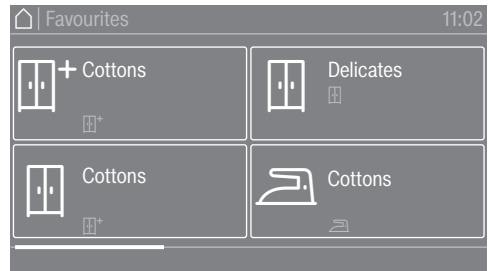 Favourites 11:02
+ Cottons
Delicates
+
Cottons
Cottons
+